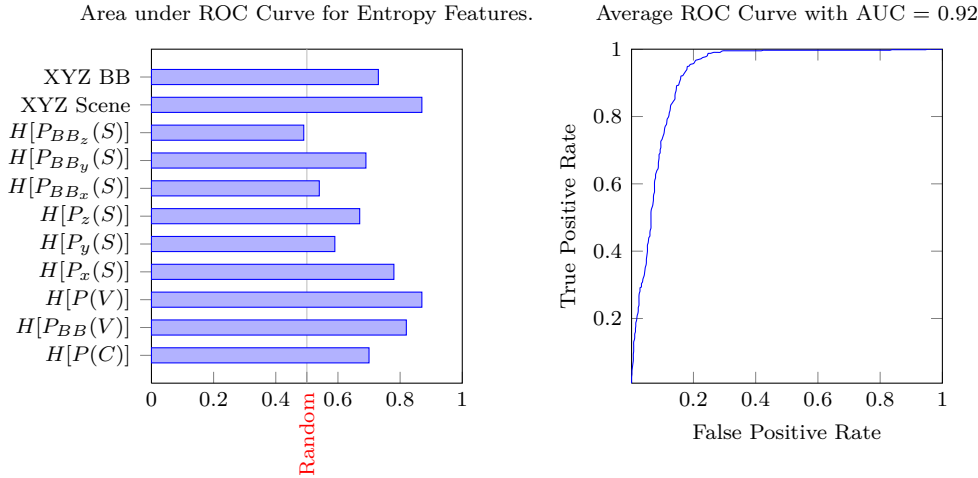 Area under ROC Curve for Entropy Features.
XYZ BB
XYZ Scene
H[P_{BB_z}(S)]
H[P_{BB_y}(S)]
H[P_{BB_x}(S)]
H[P_z(S)]
H[P_y(S)]
H[P_x(S)]
H[P(V)]
H[P_{BB}(V)]
H[P(C)]
0 0.2 0.4 0.6 0.8 1
Random
Average ROC Curve with AUC = 0.92
1
0.8
0.6
0.4
0.2
True Positive Rate
0.2 0.4 0.6 0.8 1
False Positive Rate